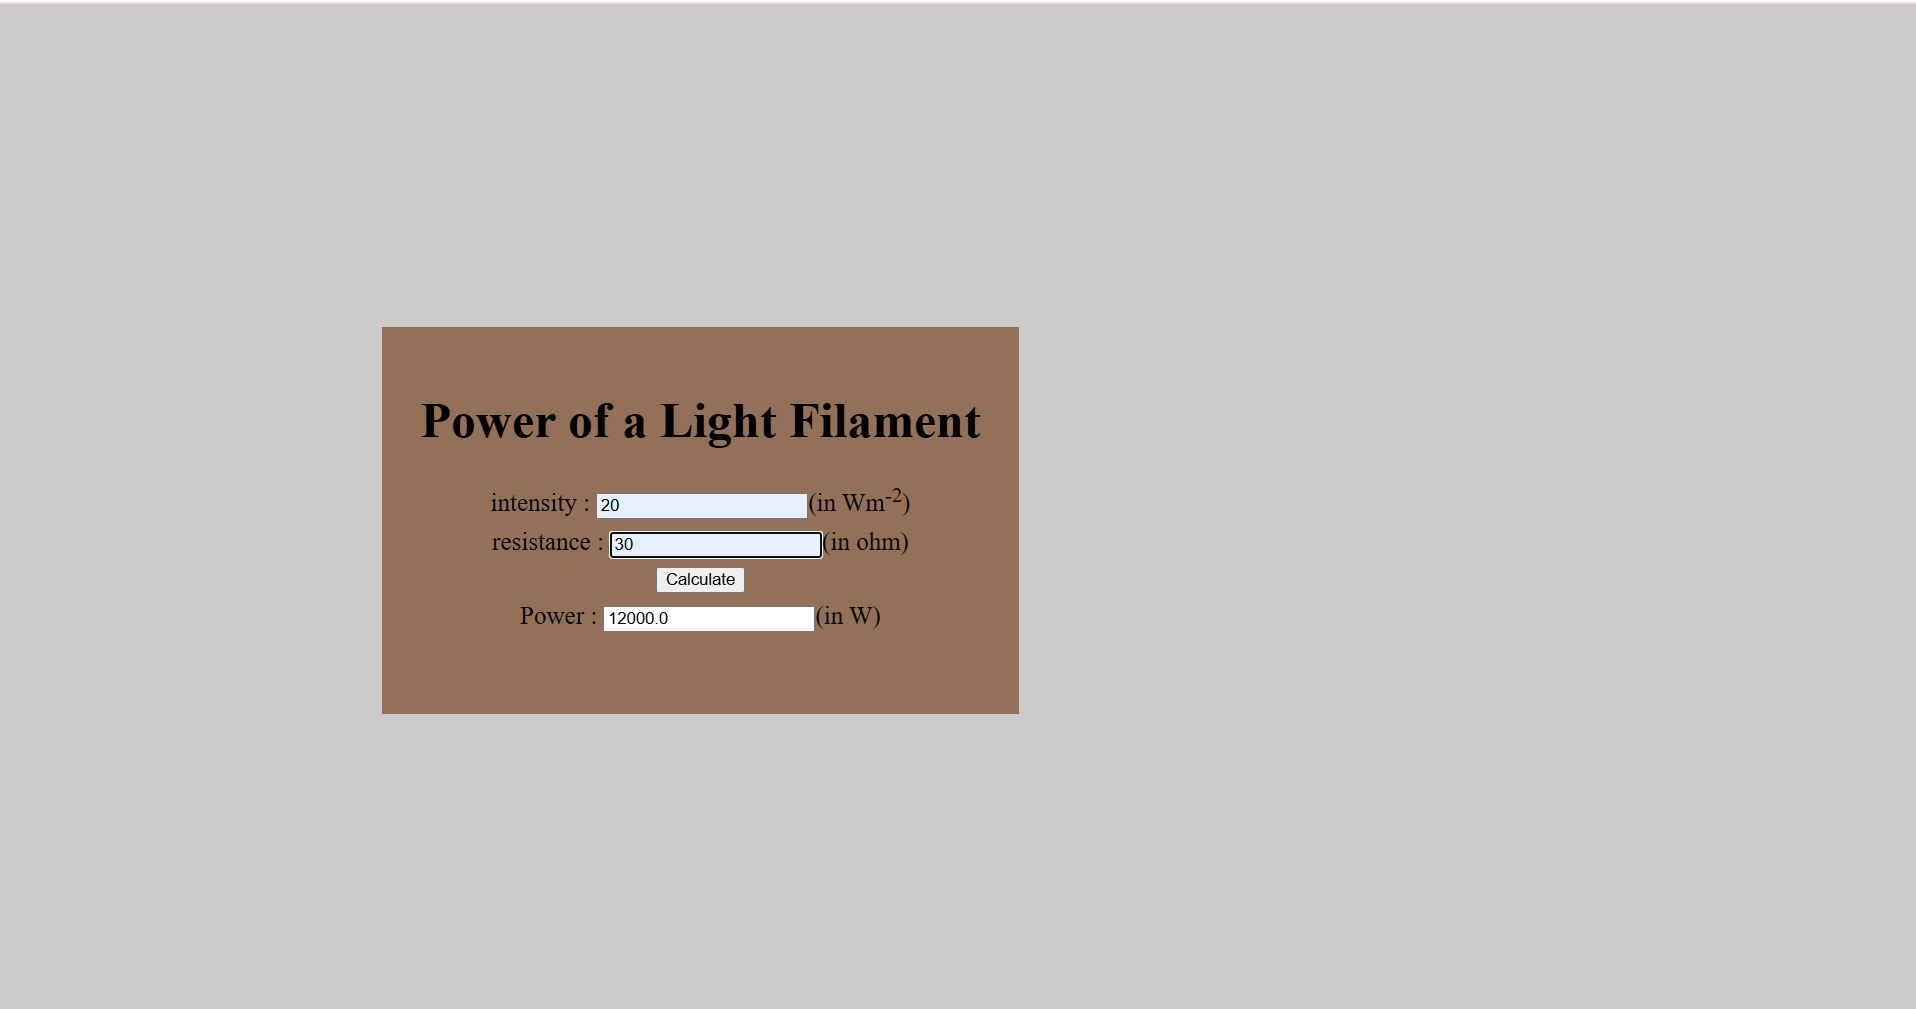 Power of a Light Filament
intensity : 20 (in Wm-2)
resistance : 30 (in ohm)
Calculate
Power : 12000.0 (in W)